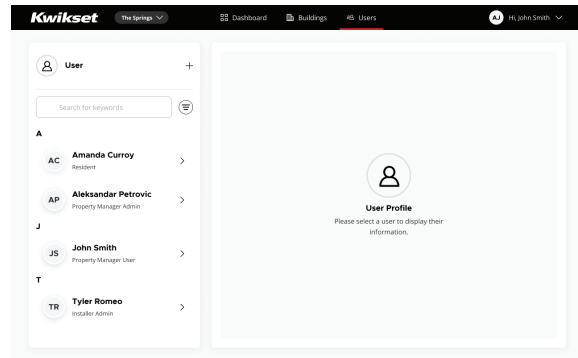 Kwikset The Springs Dashboard Buildings Users AJ Hi, John Smith
User
Search for keywords
A
AC Amanda Curroy
Resident
AP Aleksandar Petrovic
Property Manager Admin
J
JS John Smith
Property Manager User
T
TR Tyler Romeo
Installer Admin
User Profile
Please select a user to display their
information.